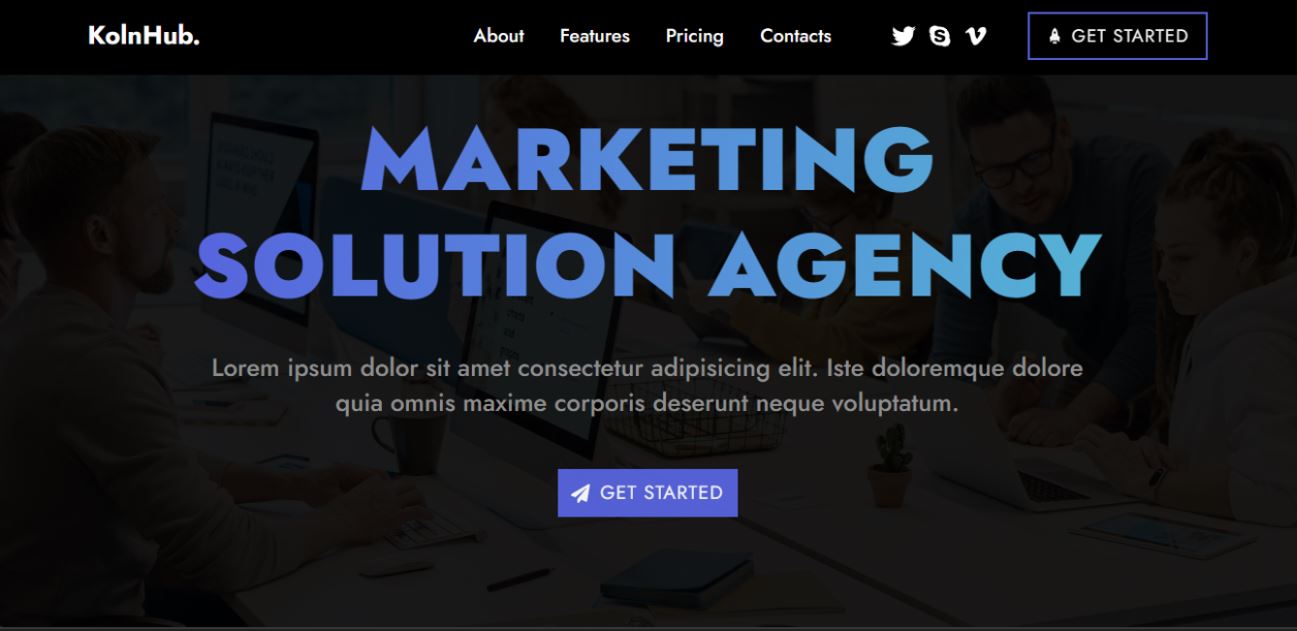 KolnHub.
About Features Pricing Contacts GET STARTED
MARKETING
SOLUTION AGENCY
Lorem ipsum dolor sit amet consectetur adipisicing elit. Iste doloremque dolore
quia omnis maxime corporis deserunt neque voluptatum.
GET STARTED